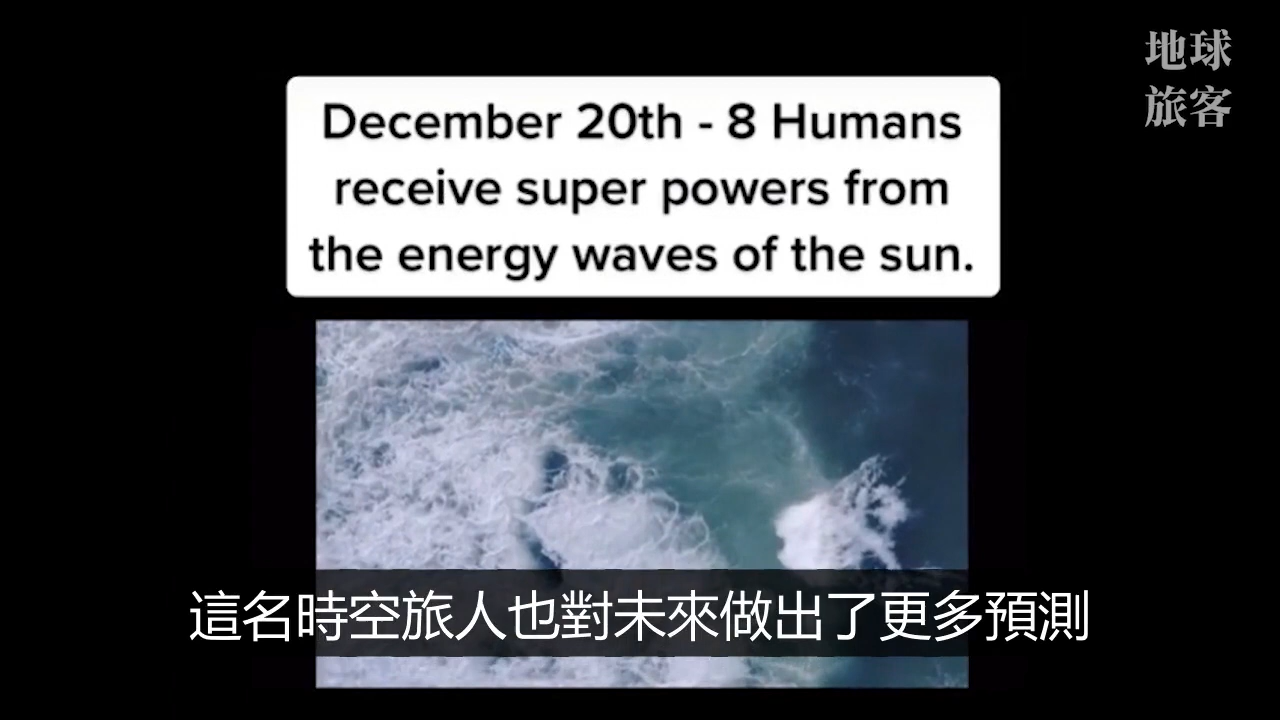 地球
旅客
December 20th - 8 Humans
receive super powers from
the energy waves of the sun.
這名時空旅人也對未來做出了更多預測